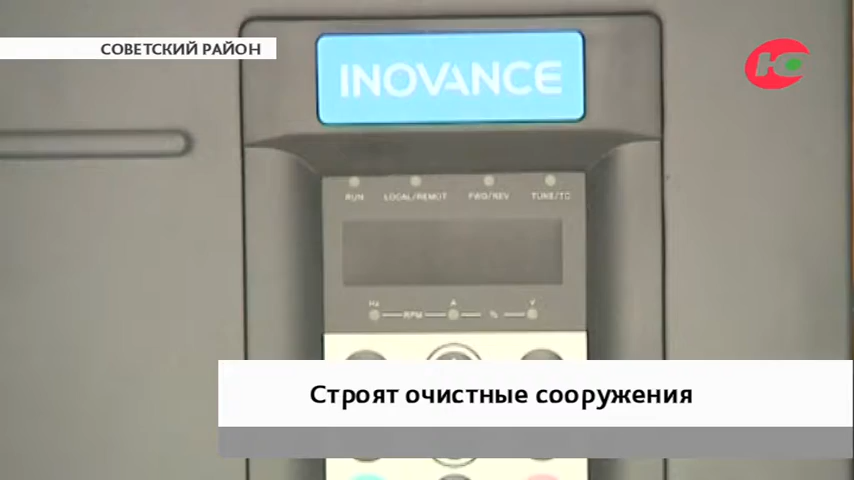 СОВЕТСКИЙ РАЙОН
INOVANCE
Ю
RUN LOCAL/REMOT FWD/REV TUNE/TC
Hz RPM A % V
Строят очистные сооружения